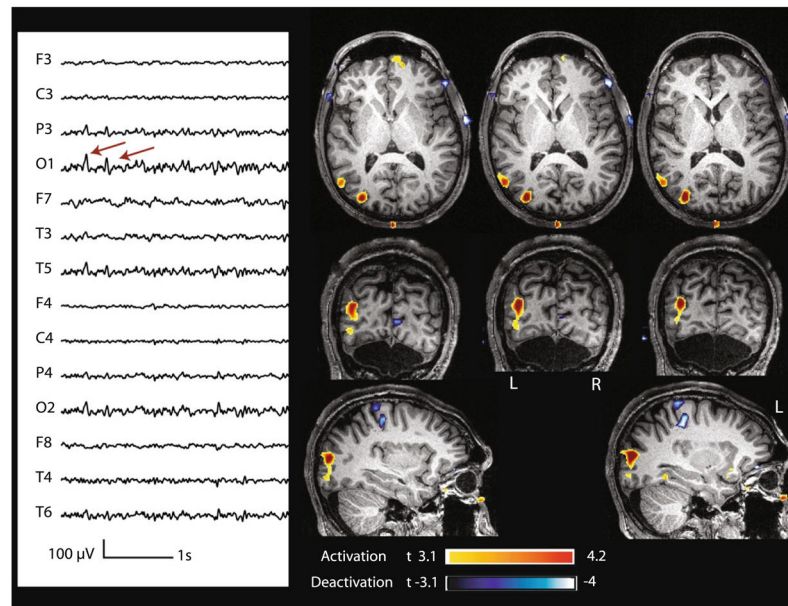 F3
C3
P3
O1
F7
T3
T5
F4
C4
P4
O2
F8
T4
T6
100 µV 1s
L R
L
Activation t 3.1 4.2
Deactivation t -3.1 -4